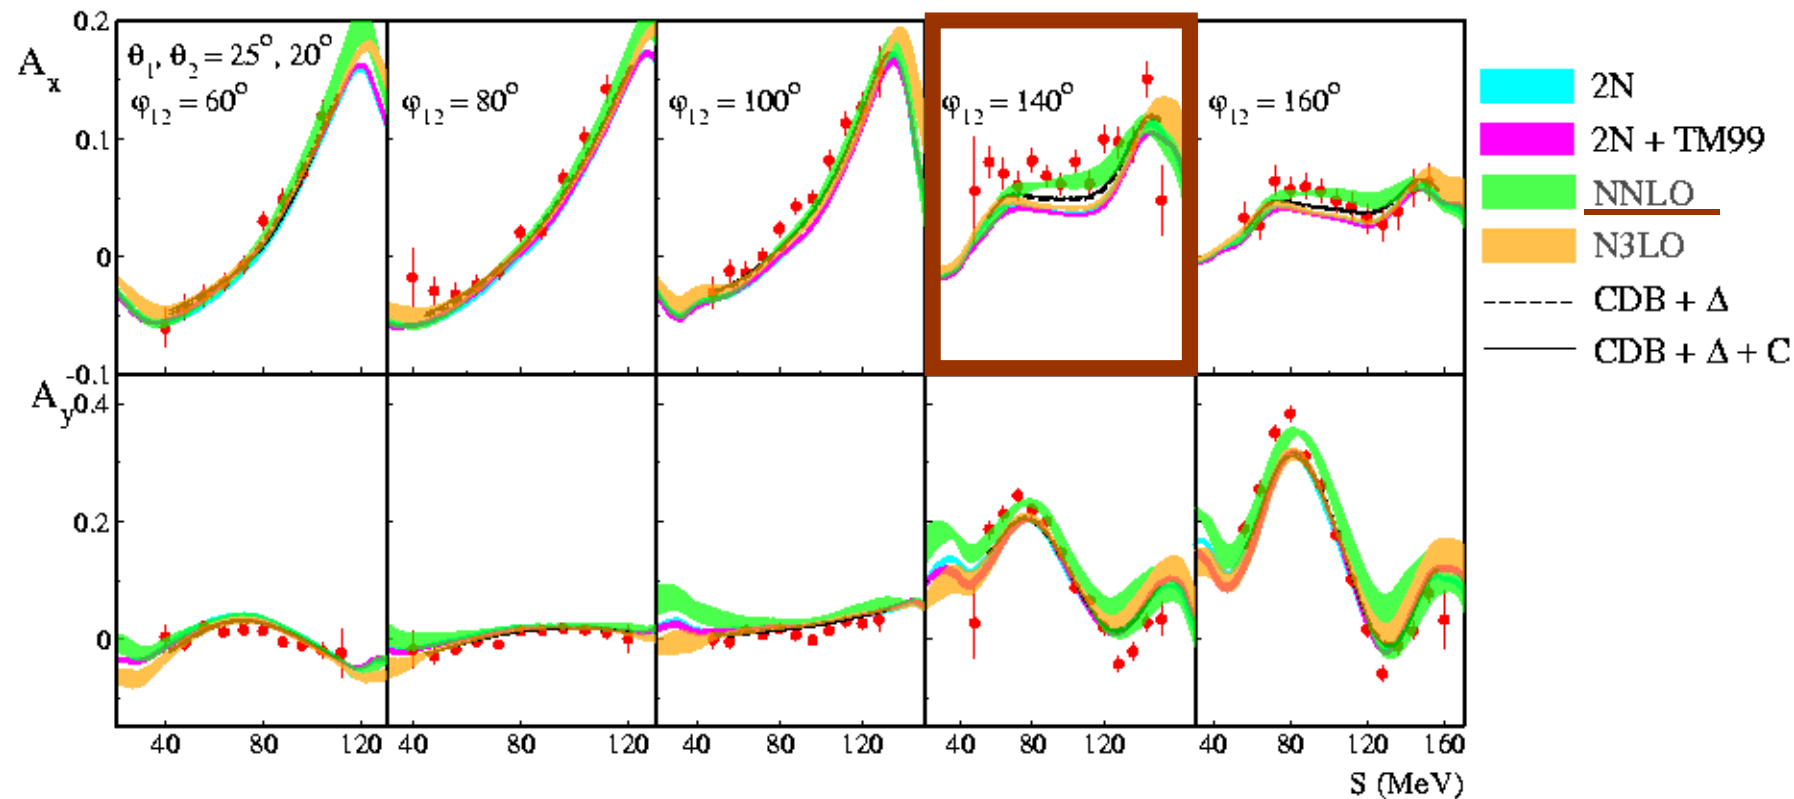 0.2
A_x
θ_1, θ_2 = 25°, 20°
φ_12 = 60°
φ_12 = 80°
φ_12 = 100°
φ_12 = 140°
φ_12 = 160°
0.1
0
-0.1
A_y
0.4
0.2
0
40 80 120 40 80 120 40 80 120 40 80 120 40 80 120 160
S (MeV)
2N
2N + TM99
NNLO
N3LO
CDB + Δ
CDB + Δ + C